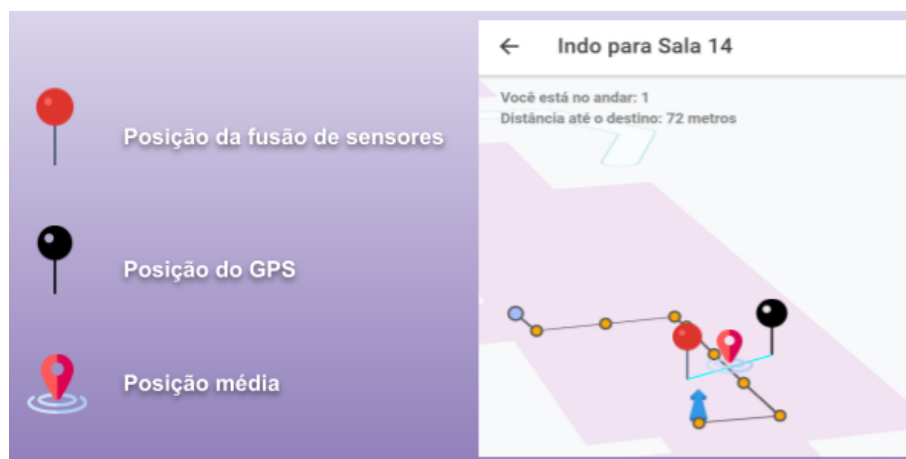 Posição da fusão de sensores
Posição do GPS
Posição média
Indo para Sala 14
Você está no andar: 1
Distância até o destino: 72 metros